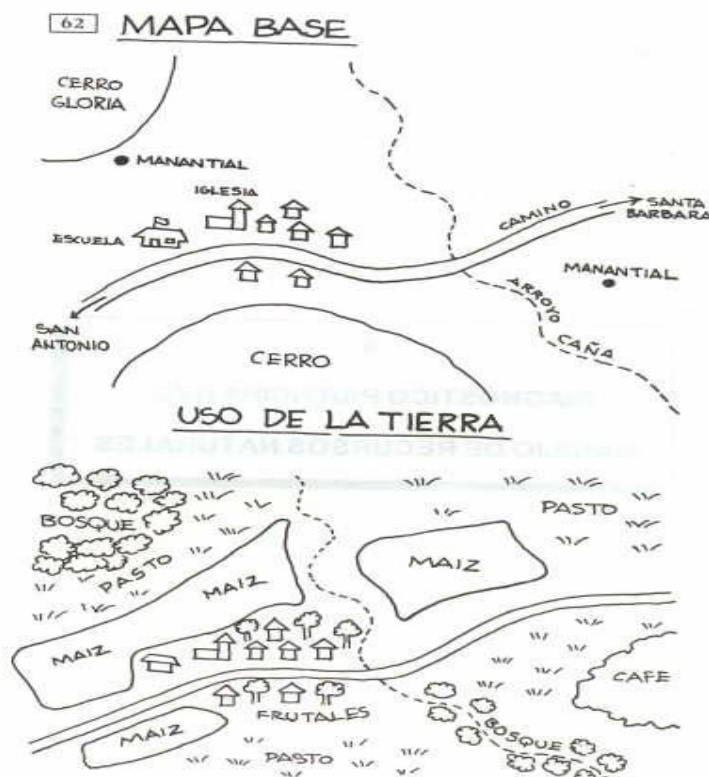 62 MAPA BASE
CERRO
GLORIA
MANANTIAL
IGLESIA
ESCUELA
CAMINO
SANTA
BARBARA
MANANTIAL
ARROYO
CAÑA
SAN
ANTONIO
CERRO
USO DE LA TIERRA
BOSQUE
PASTO
PASTO
MAIZ
MAIZ
MAIZ
CAFE
FRUTALES
MAIZ
BOSQUE
PASTO